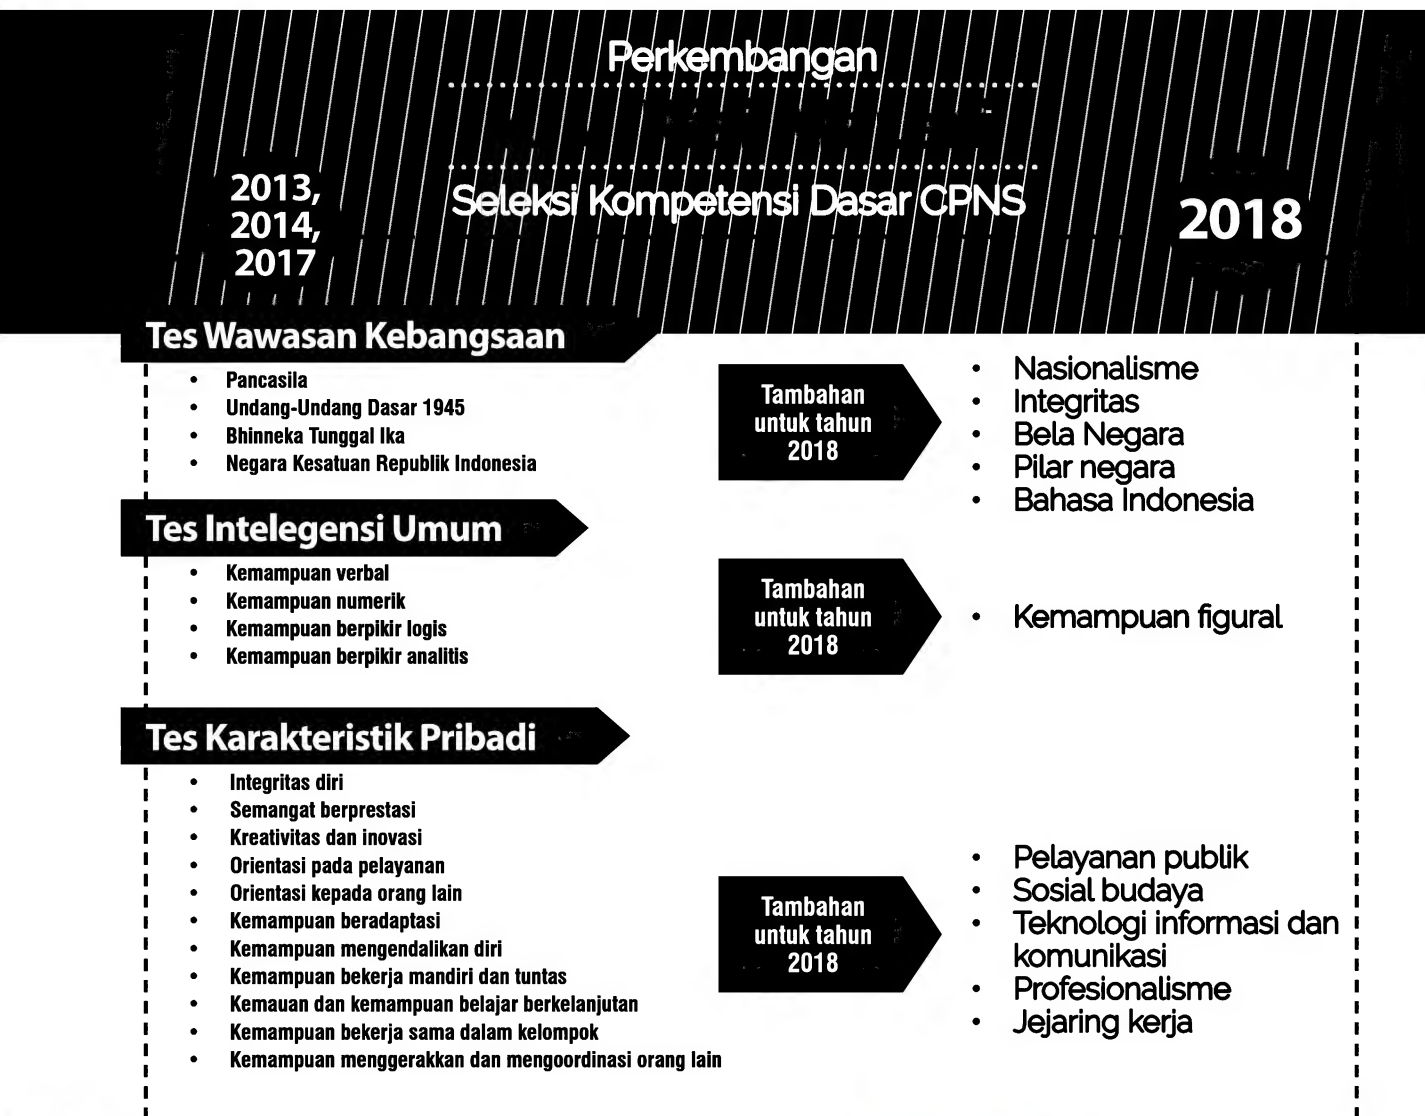 Perkembangan
Seleksi Kompetensi Dasar CPNS
2013,
2014,
2017
2018
Tes Wawasan Kebangsaan
• Pancasila
• Undang-Undang Dasar 1945
• Bhinneka Tunggal Ika
• Negara Kesatuan Republik Indonesia
Tambahan
untuk tahun
2018
• Nasionalisme
• Integritas
• Bela Negara
• Pilar negara
• Bahasa Indonesia
Tes Intelegensi Umum
• Kemampuan verbal
• Kemampuan numerik
• Kemampuan berpikir logis
• Kemampuan berpikir analitis
Tambahan
untuk tahun
2018
• Kemampuan figural
Tes Karakteristik Pribadi
• Integritas diri
• Semangat berprestasi
• Kreativitas dan inovasi
• Orientasi pada pelayanan
• Orientasi kepada orang lain
• Kemampuan beradaptasi
• Kemampuan mengendalikan diri
• Kemampuan bekerja mandiri dan tuntas
• Kemauan dan kemampuan belajar berkelanjutan
• Kemampuan bekerja sama dalam kelompok
• Kemampuan menggerakkan dan mengoordinasi orang lain
Tambahan
untuk tahun
2018
• Pelayanan publik
• Sosial budaya
• Teknologi informasi dan
komunikasi
• Profesionalisme
• Jejaring kerja